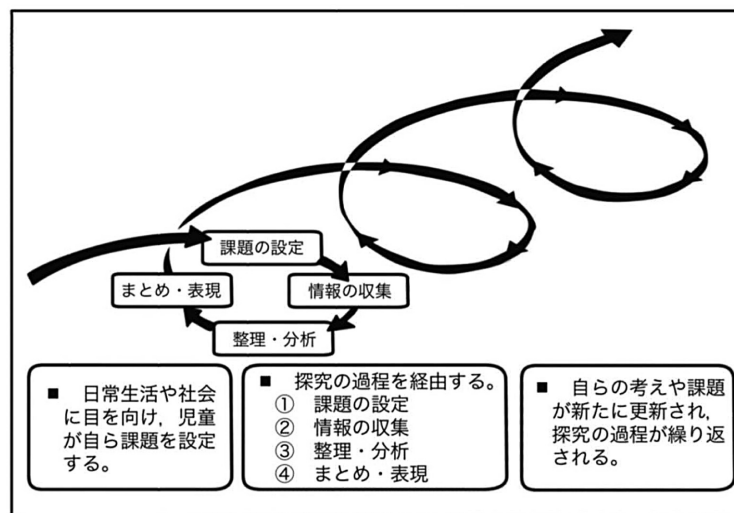 課題の設定
まとめ・表現
情報の収集
整理・分析
■ 日常生活や社会
に目を向け，児童
が自ら課題を設定
する。
■ 探究の過程を経由する。
① 課題の設定
② 情報の収集
③ 整理・分析
④ まとめ・表現
■ 自らの考えや課題
が新たに更新され，
探究の過程が繰り返
される。